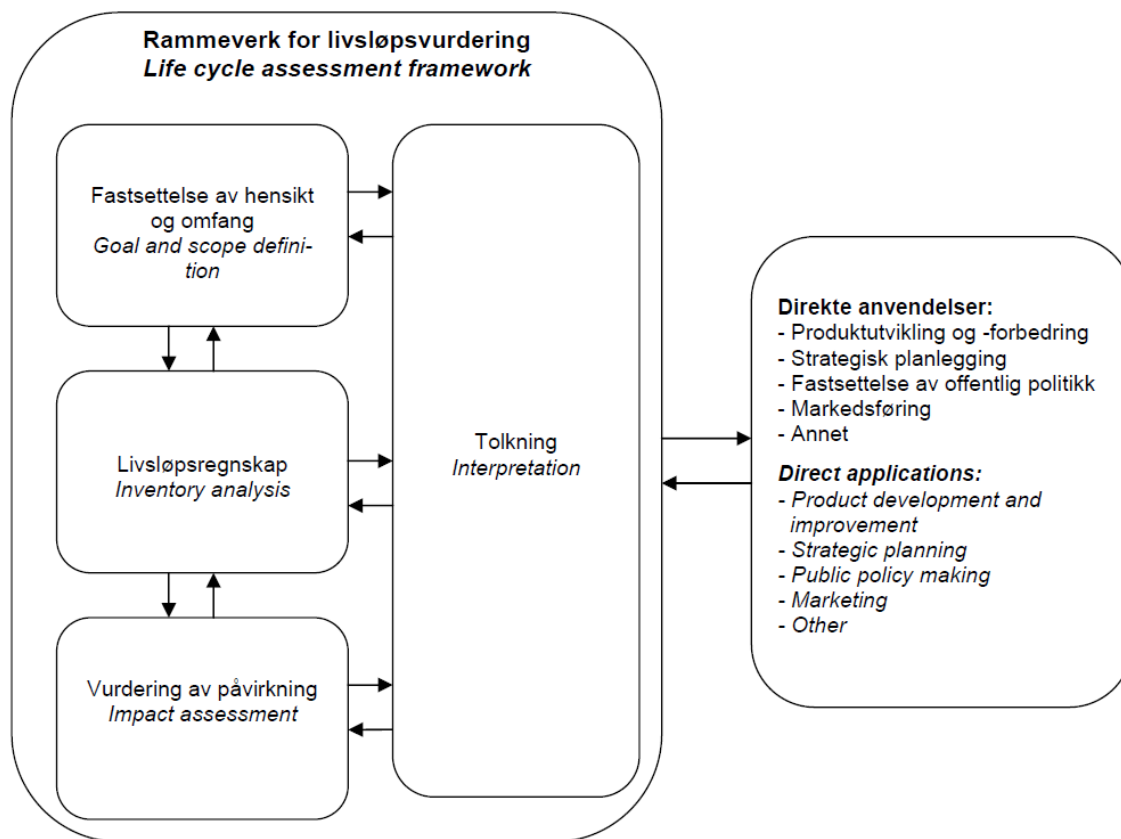 Rammeverk for livsløpsvurdering
Life cycle assessment framework
Fastsettelse av hensikt
og omfang
Goal and scope defini-
tion
Livsløpsregnskap
Inventory analysis
Vurdering av påvirkning
Impact assessment
Tolkning
Interpretation
Direkte anvendelser:
- Produktutvikling og -forbedring
- Strategisk planlegging
- Fastsettelse av offentlig politikk
- Markedsføring
- Annet
Direct applications:
- Product development and
improvement
- Strategic planning
- Public policy making
- Marketing
- Other